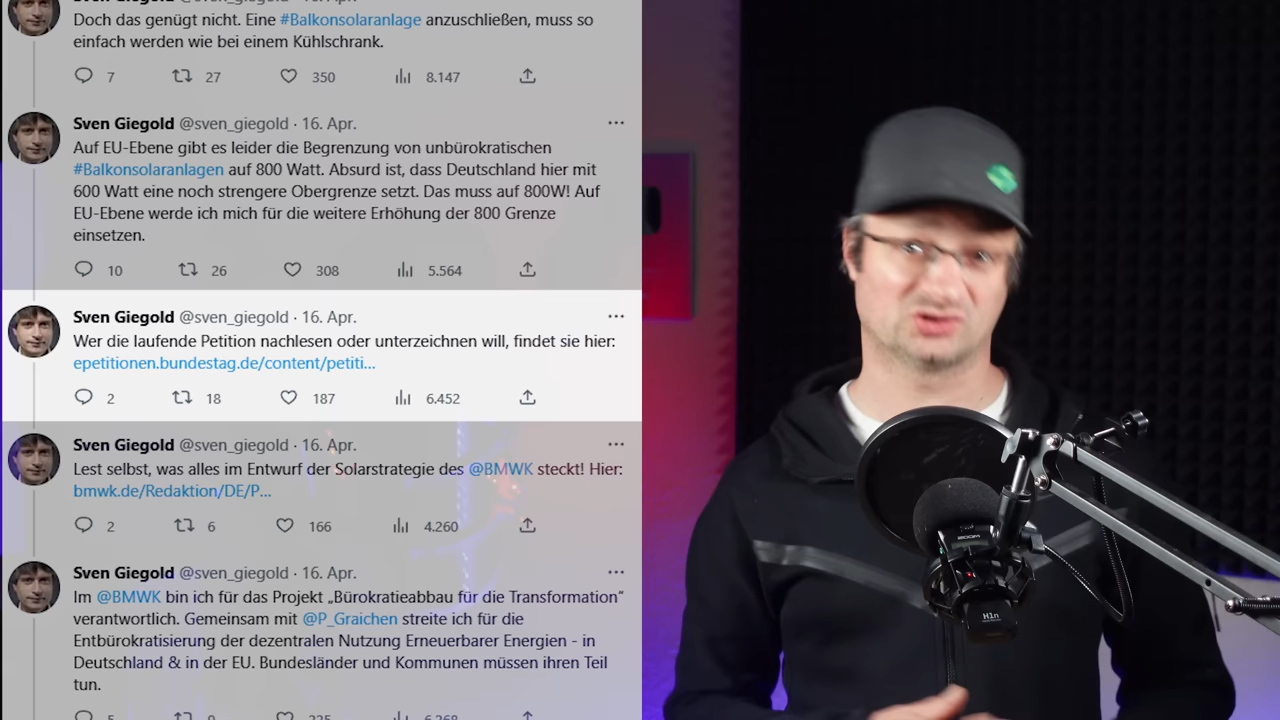 Doch das genügt nicht. Eine #Balkonsolaranlage anzuschließen, muss so
einfach werden wie bei einem Kühlschrank.
7 27 350 8.147
Sven Giegold @sven_giegold · 16. Apr.
Auf EU-Ebene gibt es leider die Begrenzung von unbürokratischen
#Balkonsolaranlagen auf 800 Watt. Absurd ist, dass Deutschland hier mit
600 Watt eine noch strengere Obergrenze setzt. Das muss auf 800W! Auf
EU-Ebene werde ich mich für die weitere Erhöhung der 800 Grenze
einsetzen.
10 26 308 5.564
Sven Giegold @sven_giegold · 16. Apr.
Wer die laufende Petition nachlesen oder unterzeichnen will, findet sie hier:
epetitionen.bundestag.de/content/petiti...
2 18 187 6.452
Sven Giegold @sven_giegold · 16. Apr.
Lest selbst, was alles im Entwurf der Solarstrategie des @BMWK steckt! Hier:
bmwk.de/Redaktion/DE/P...
2 6 166 4.260
Sven Giegold @sven_giegold · 16. Apr.
Im @BMWK bin ich für das Projekt „Bürokratieabbau für die Transformation“
verantwortlich. Gemeinsam mit @P_Graichen streite ich für die
Entbürokratisierung der dezentralen Nutzung Erneuerbarer Energien - in
Deutschland & in der EU. Bundesländer und Kommunen müssen ihren Teil
tun.
zoom
H1n